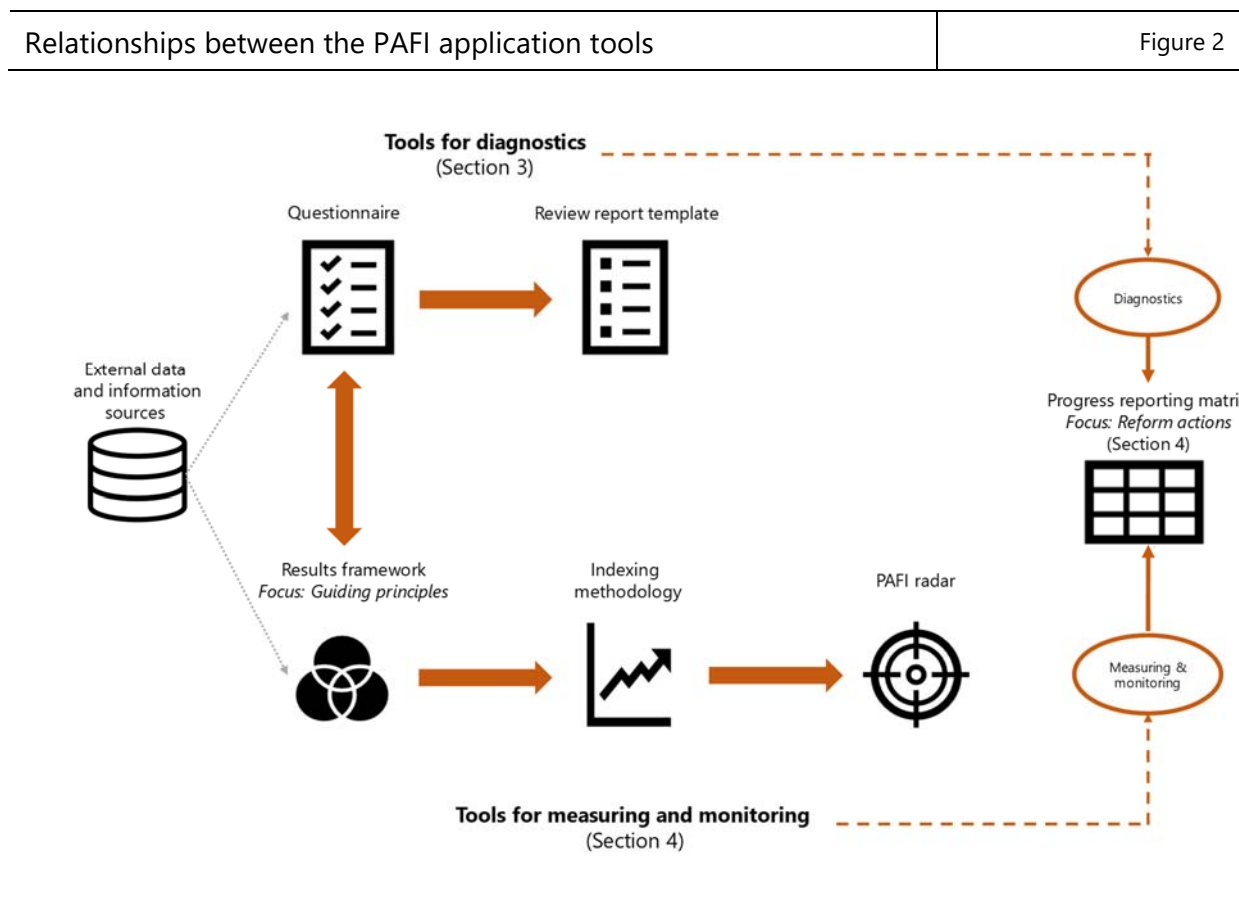 Relationships between the PAFI application tools
Figure 2
Tools for diagnostics
(Section 3)
Questionnaire
Review report template
Diagnostics
External data
and information
sources
Progress reporting matri
Focus: Reform actions
(Section 4)
Results framework
Focus: Guiding principles
Indexing
methodology
PAFI radar
Measuring &
monitoring
Tools for measuring and monitoring
(Section 4)